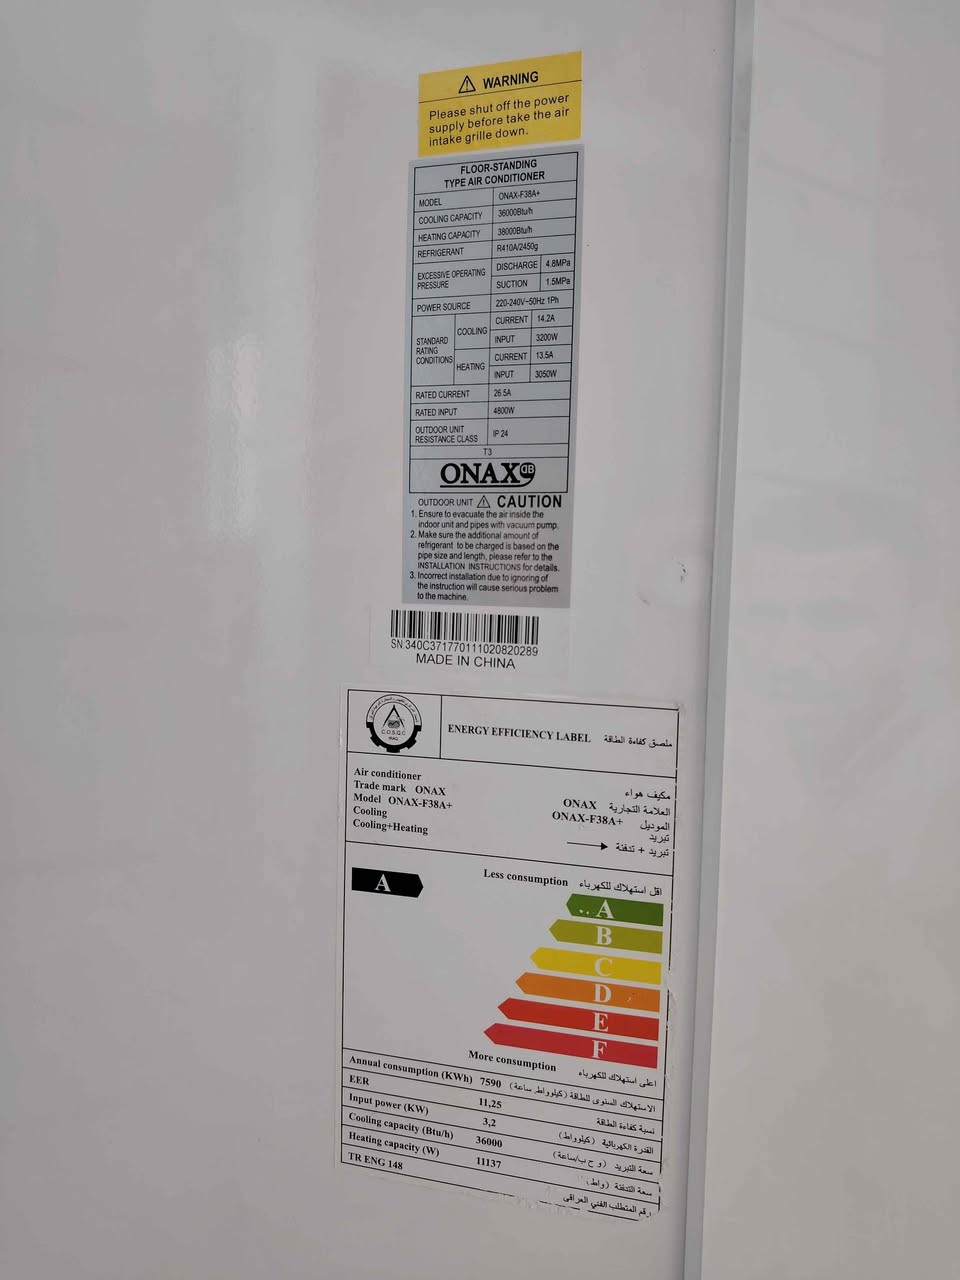 ⚠ WARNING
Please shut off the power
supply before take the air
intake grille down.
FLOOR-STANDING
TYPE AIR CONDITIONER
MODEL ONAX-F38A+
COOLING CAPACITY 36000Btu/h
HEATING CAPACITY 38000Btu/h
REFRIGERANT R410A/2450g
EXCESSIVE OPERATING PRESSURE DISCHARGE 4.8MPa
SUCTION 1.5MPa
POWER SOURCE 220-240V~50Hz 1Ph
STANDARD RATING CONDITIONS COOLING CURRENT 14.2A
INPUT 3200W
HEATING CURRENT 13.5A
INPUT 3050W
RATED CURRENT 26.5A
RATED INPUT 4800W
OUTDOOR UNIT
RESISTANCE CLASS IP 24
T3
ONAX DB
OUTDOOR UNIT ⚠ CAUTION
1. Ensure to evacuate the air inside the
indoor unit and pipes with vacuum pump.
2. Make sure the additional amount of
refrigerant to be charged is based on the
pipe size and length, please refer to the
INSTALLATION INSTRUCTIONS for details.
3. Incorrect installation due to ignoring of
the instruction will cause serious problem
to the machine.
SN:340C371770111020820289
MADE IN CHINA
C.O.S.Q.C
IRAQ
ENERGY EFFICIENCY LABEL ملصق كفاءة الطاقة
Air conditioner مكيف هواء
Trade mark ONAX ONAX العلامة التجارية
Model ONAX-F38A+ ONAX-F38A+ الموديل
Cooling تبريد
Cooling+Heating تبريد + تدفئة
Less consumption اقل استهلاك للكهرباء
A
A
B
C
D
E
F
More consumption اعلى استهلاك للكهرباء
Annual consumption (KWh) 7590 الاستهلاك السنوى للطاقة (كيلوواط. ساعة)
EER 11,25 نسبة كفاءة الطاقة
Input power (KW) 3,2 القدرة الكهربائية (كيلوواط)
Cooling capacity (Btu/h) 36000 سعة التبريد (و ح ب/ساعة)
Heating capacity (W) 11137 سعة التدفئة (واط)
TR ENG 148 رقم المتطلب الفني العراقي